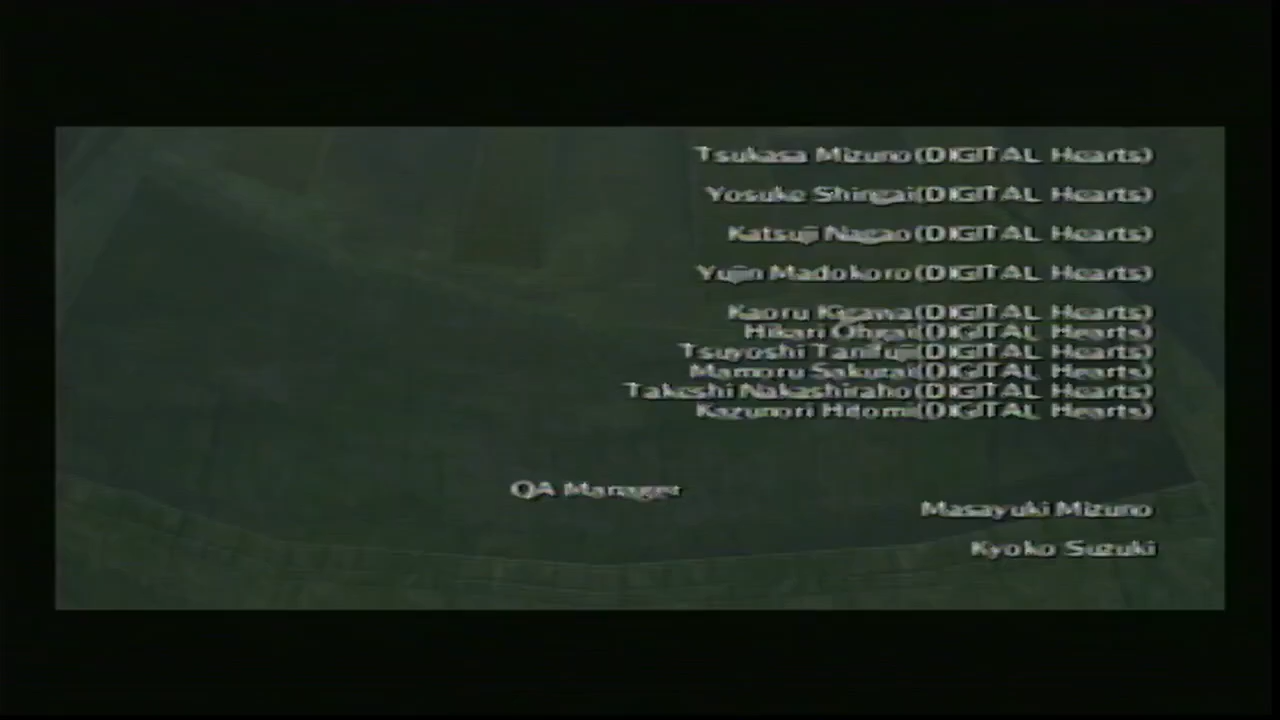 Tsukasa Mizuno(DIGITAL Hearts)
Yosuke Shingai(DIGITAL Hearts)
Katsuji Nagao(DIGITAL Hearts)
Yujin Madokoro(DIGITAL Hearts)
Kaoru Kigawa(DIGITAL Hearts)
Hikari Ohgai(DIGITAL Hearts)
Tsuyoshi Tanifuji(DIGITAL Hearts)
Mamoru Sakurai(DIGITAL Hearts)
Takeshi Nakashiraho(DIGITAL Hearts)
Kazunori Hitomi(DIGITAL Hearts)
QA Manager
Masayuki Mizuno
Kyoko Suzuki